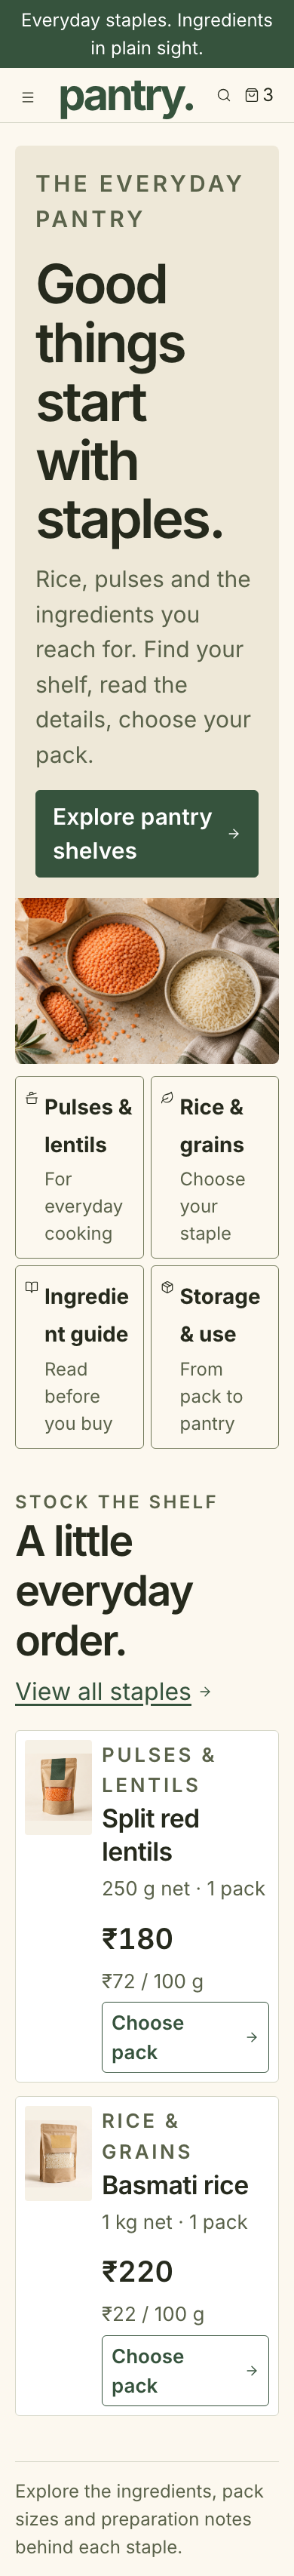 Everyday staples. Ingredients
in plain sight.
pantry.
3
THE EVERYDAY
PANTRY
Good
things
start
with
staples.
Rice, pulses and the
ingredients you
reach for. Find your
shelf, read the
details, choose your
pack.
Explore pantry
shelves
Pulses &
lentils
For
everyday
cooking
Rice &
grains
Choose
your
staple
Ingredie
nt guide
Read
before
you buy
Storage
& use
From
pack to
pantry
STOCK THE SHELF
A little
everyday
order.
View all staples
PULSES &
LENTILS
Split red
lentils
250 g net · 1 pack
₹180
₹72 / 100 g
Choose
pack
RICE &
GRAINS
Basmati rice
1 kg net · 1 pack
₹220
₹22 / 100 g
Choose
pack
Explore the ingredients, pack
sizes and preparation notes
behind each staple.